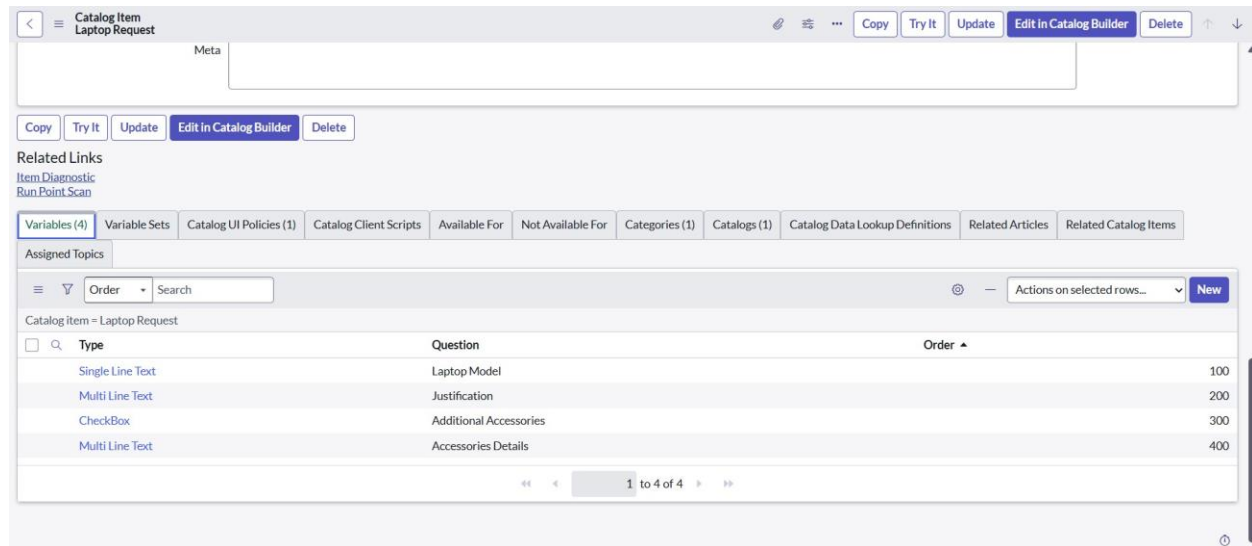 Catalog Item
Laptop Request
Copy Try It Update Edit in Catalog Builder Delete
Meta
Copy Try It Update Edit in Catalog Builder Delete
Related Links
Item Diagnostic
Run Point Scan
Variables (4) Variable Sets Catalog UI Policies (1) Catalog Client Scripts Available For Not Available For Categories (1) Catalogs (1) Catalog Data Lookup Definitions Related Articles Related Catalog Items
Assigned Topics
Order Search Actions on selected rows... New
Catalog item = Laptop Request
Type Question Order
Single Line Text Laptop Model 100
Multi Line Text Justification 200
CheckBox Additional Accessories 300
Multi Line Text Accessories Details 400
1 to 4 of 4